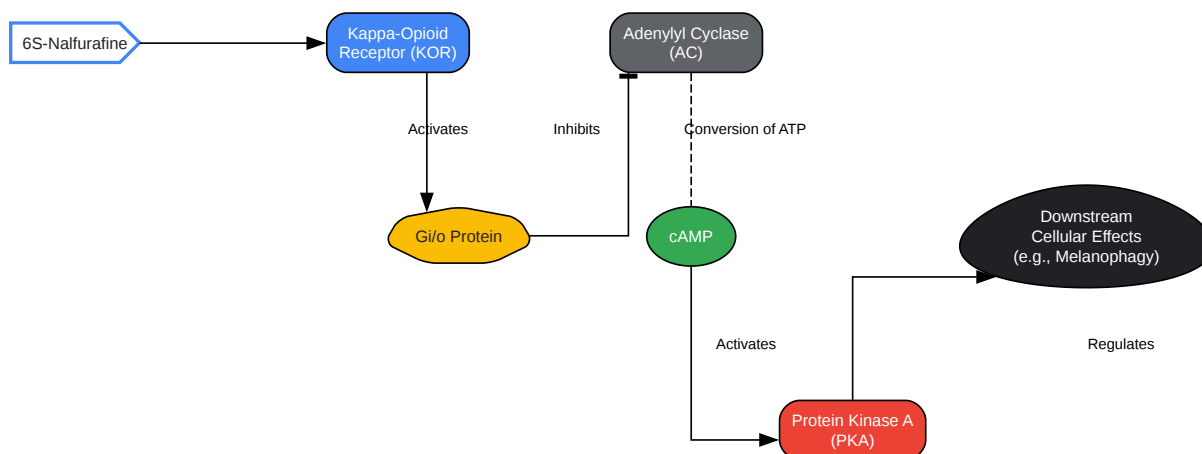 6S-Nalfurafine
Kappa-Opioid
Receptor (KOR)
Adenylyl Cyclase
(AC)
Activates
Inhibits
Conversion of ATP
Gi/o Protein
cAMP
Downstream
Cellular Effects
(e.g., Melanophagy)
Activates
Regulates
Protein Kinase A
(PKA)